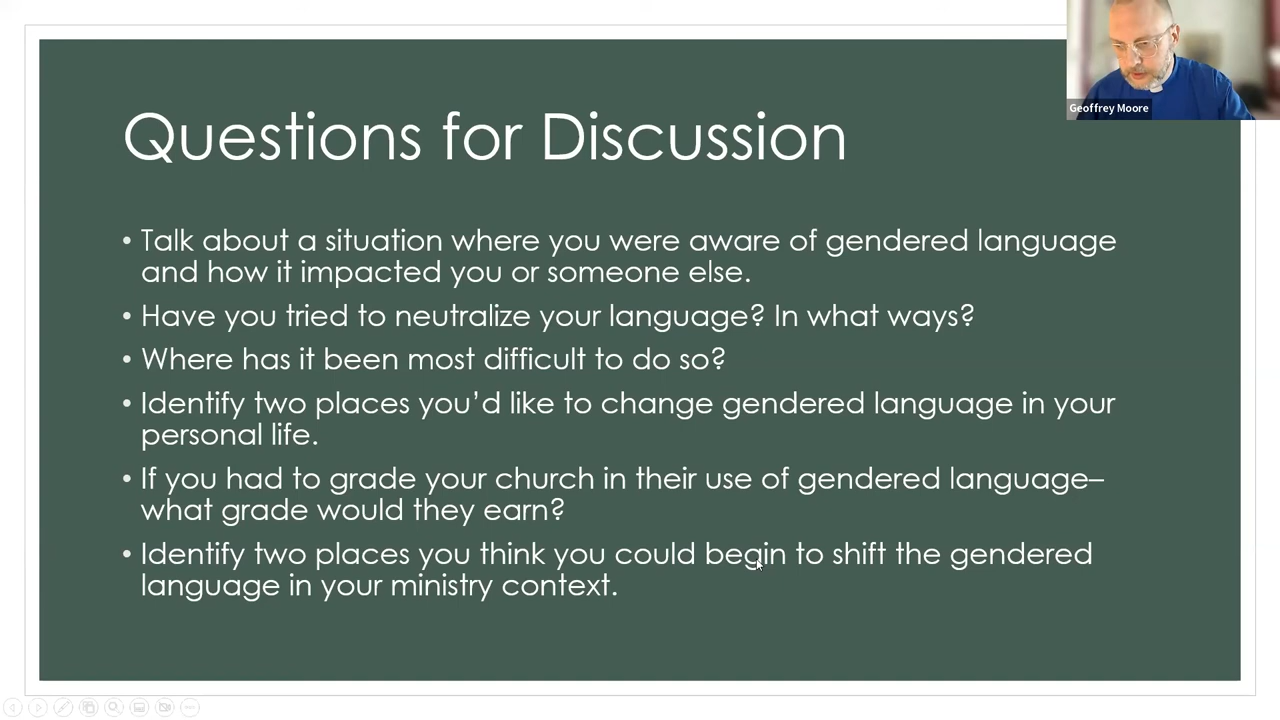 Questions for Discussion
• Talk about a situation where you were aware of gendered language
and how it impacted you or someone else.
• Have you tried to neutralize your language? In what ways?
• Where has it been most difficult to do so?
• Identify two places you’d like to change gendered language in your
personal life.
• If you had to grade your church in their use of gendered language–
what grade would they earn?
• Identify two places you think you could begin to shift the gendered
language in your ministry context.
Geoffrey Moore